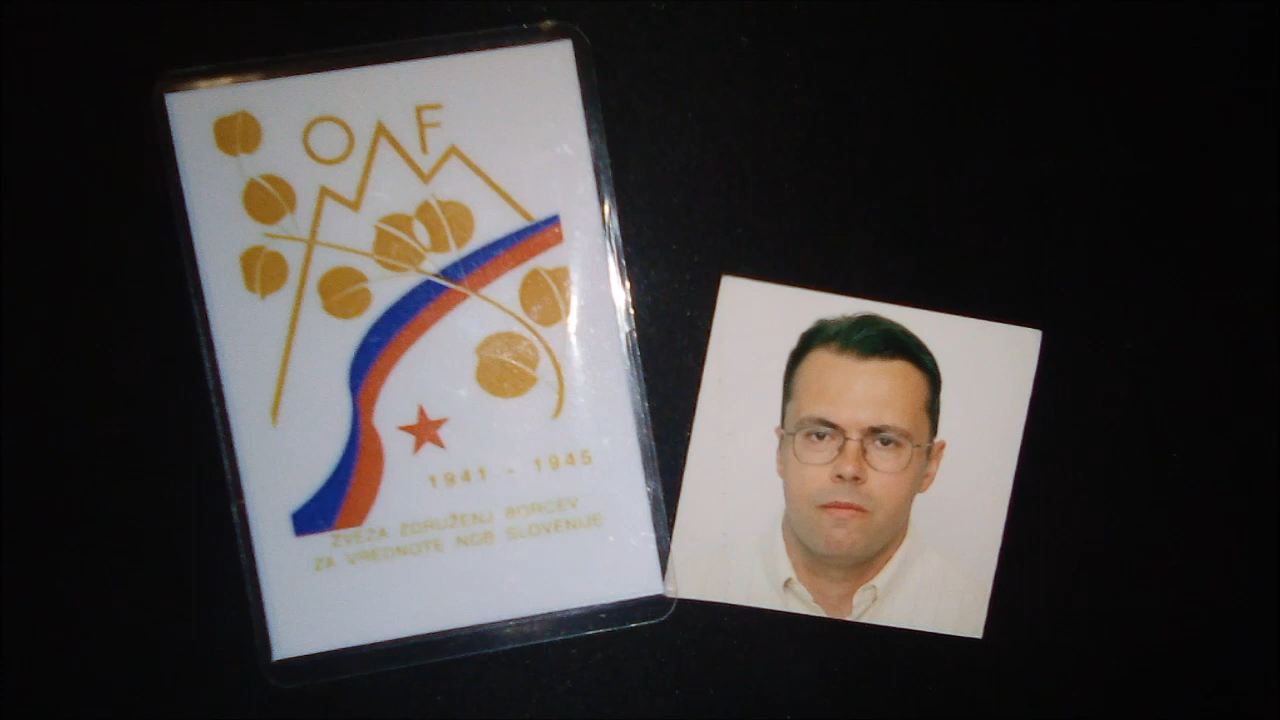 OF
1941 - 1945
ZVEZA ZDRUŽENJ BORCEV
ZA VREDNOTE NOB SLOVENIJE